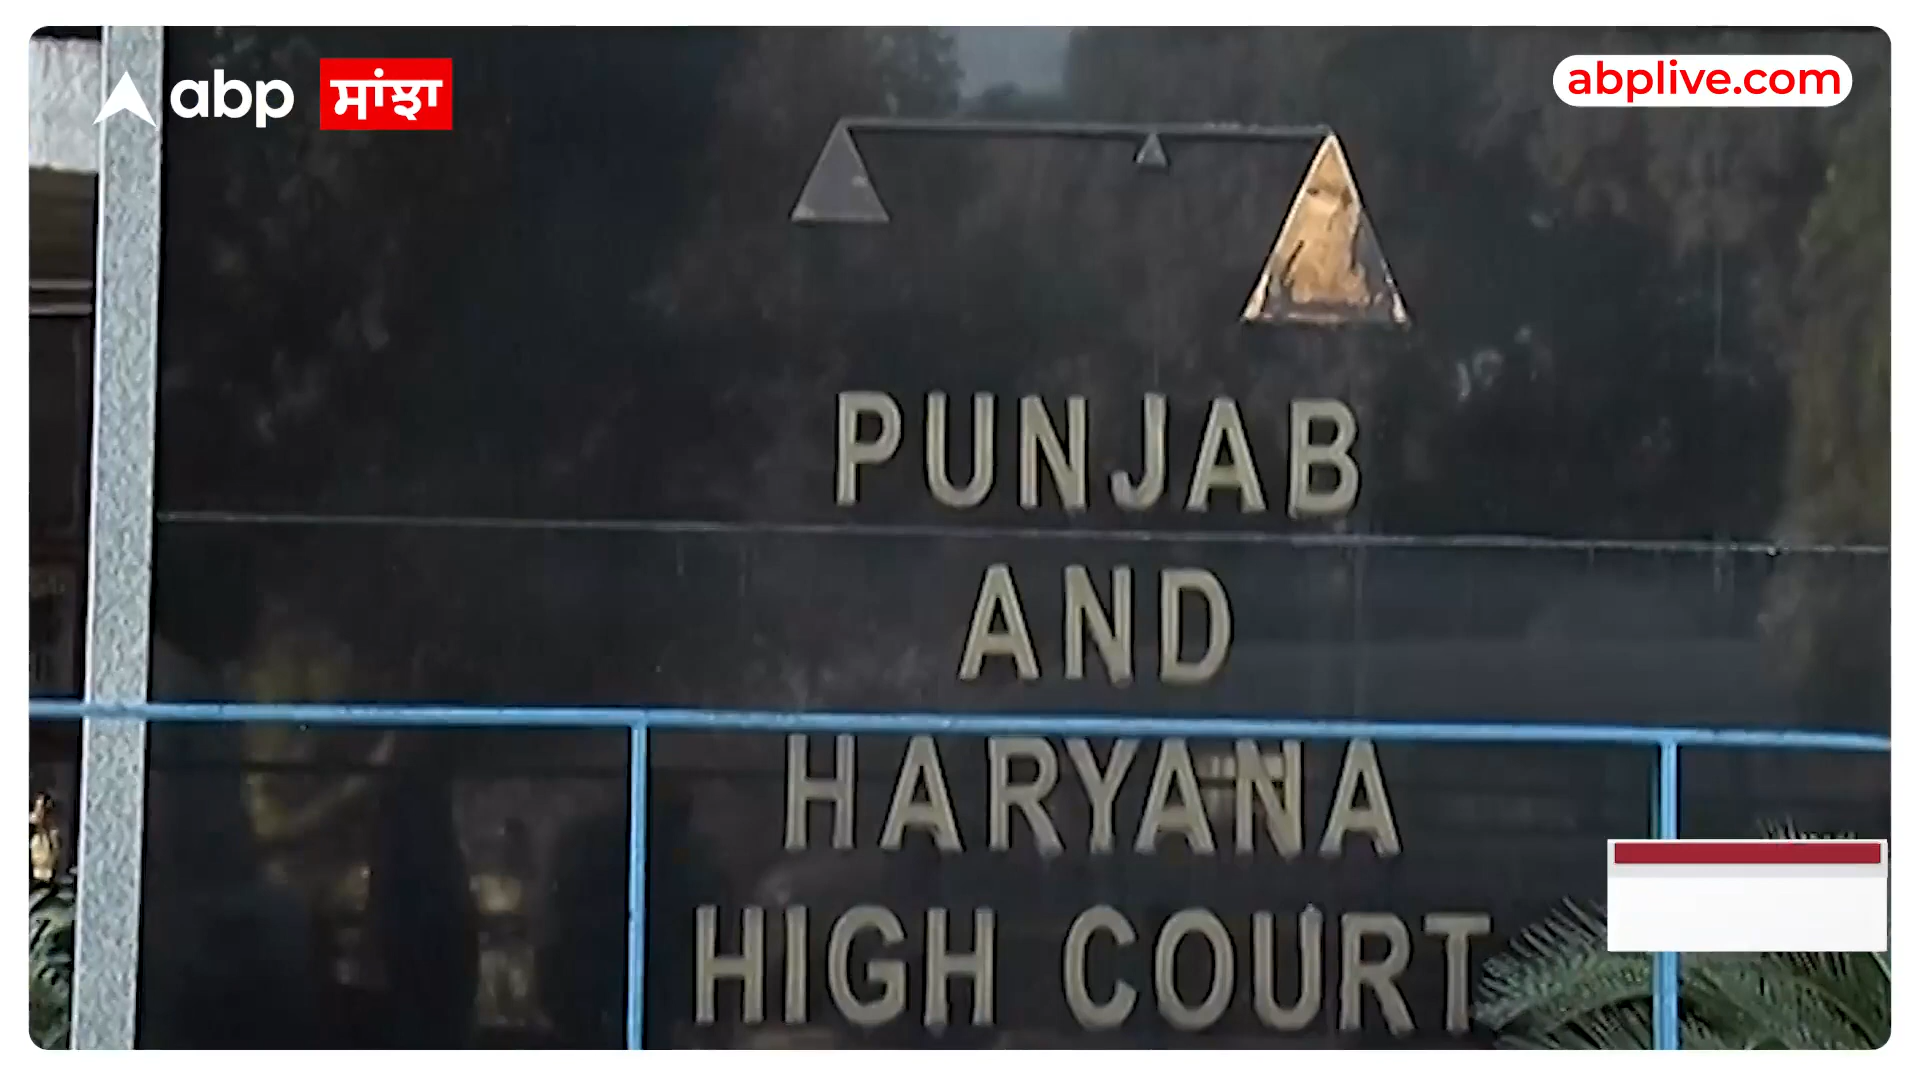 abp ਸਾਂਝਾ
abplive.com
PUNJAB
AND
HARYANA
HIGH COURT